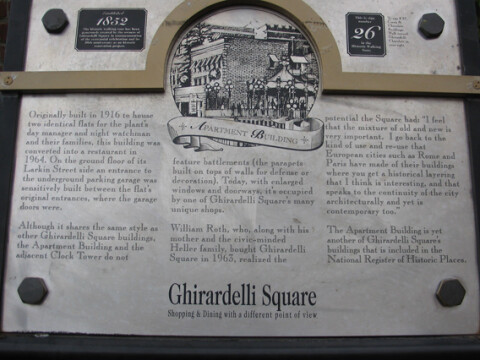 Established
1852
This is stop number
26
APARTMENT BUILDING
Originally built in 1916 to house
two identical flats for the plant's
day manager and night watchman
and their families, this building was
converted into a restaurant in
1964. On the ground floor of its
Larkin Street side an entrance to
the underground parking garage was
sensitively built between the flat's
original entrances, where the garage
doors were.
Although it shares the same style as
other Ghirardelli Square buildings,
the Apartment Building and the
adjacent Clock Tower do not
feature battlements (the parapets
built on tops of walls for defense or
decoration). Today, with enlarged
windows and doorways, it's occupied
by one of Ghirardelli Square's many
unique shops.
William Roth, who, along with his
mother and the civic-minded
Heller family, bought Ghirardelli
Square in 1963, realized the
potential the Square had: "I feel
that the mixture of old and new is
very important. I go back to the
kind of use and re-use that
European cities such as Rome and
Paris have made of their buildings
where you get a historical layering
that I think is interesting, and that
speaks to the continuity of the city
architecturally and yet is
contemporary too."
The Apartment Building is yet
another of Ghirardelli Square's
buildings that is included in the
National Register of Historic Places.
Ghirardelli Square
Shopping & Dining with a different point of view